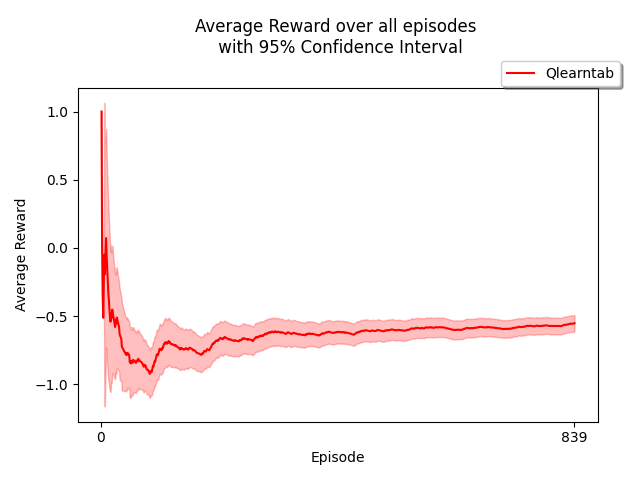 Average Reward over all episodes
with 95% Confidence Interval
Qlearntab
1.0
0.5
0.0
−0.5
−1.0
Average Reward
0
839
Episode